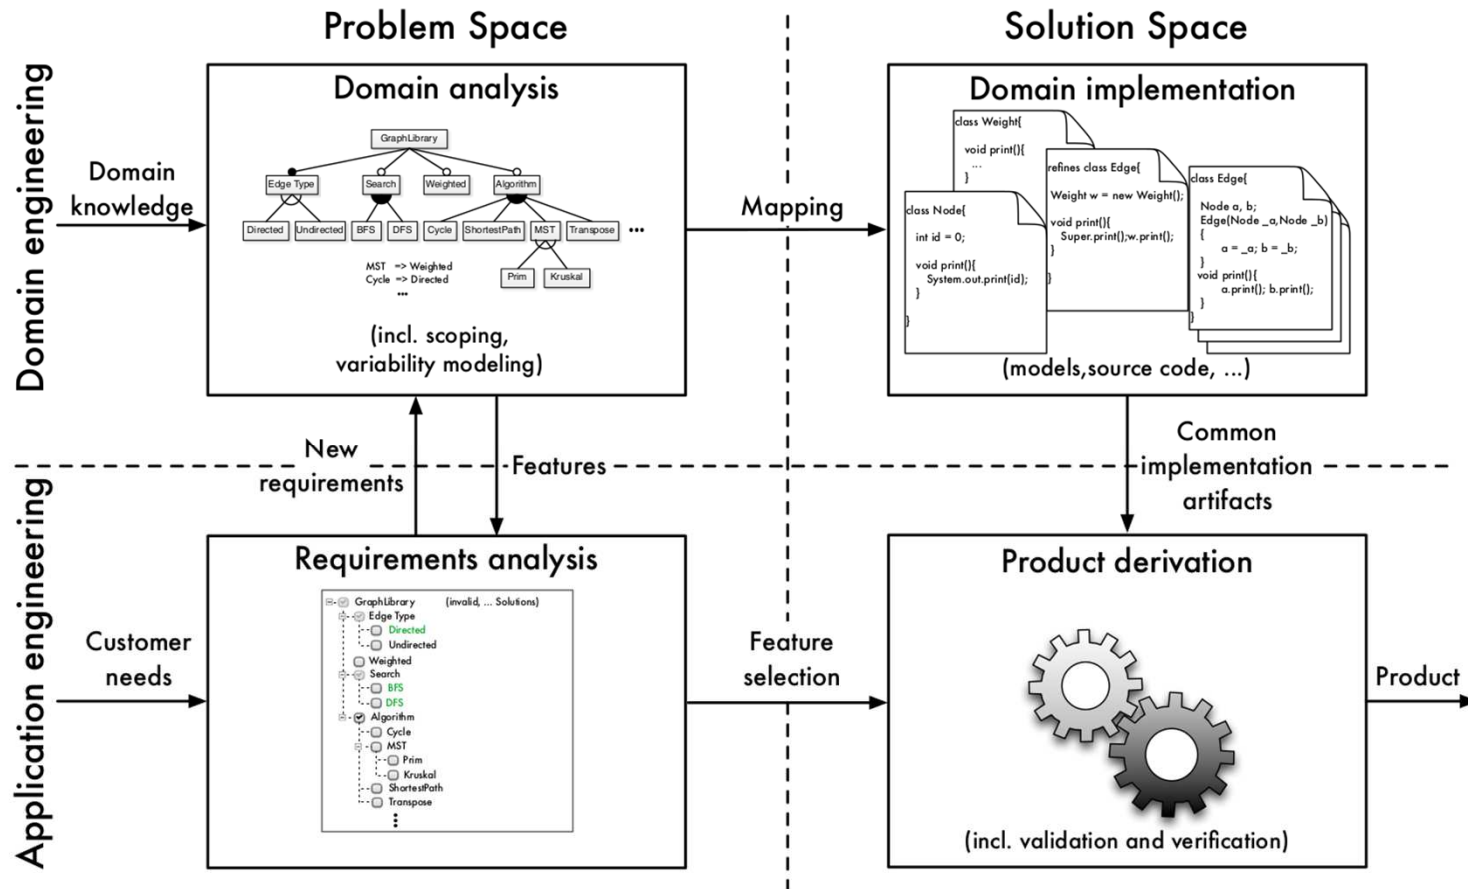 Problem Space
Solution Space
Domain engineering
Domain
knowledge
Domain analysis
GraphLibrary
Edge Type
Search
Weighted
Algorithm
Directed
Undirected
BFS
DFS
Cycle
ShortestPath
MST
Transpose
...
MST => Weighted
Cycle => Directed
...
Prim
Kruskal
(incl. scoping,
variability modeling)
Mapping
Domain implementation
class Weight{
void print(){
...
}
refines class Edge{
Weight w = new Weight();
void print(){
Super.print();w.print();
}
}
class Node{
int id = 0;
void print(){
System.out.print(id);
}
}
class Edge{
Node a, b;
Edge(Node _a,Node _b)
{
a = _a; b = _b;
}
void print(){
a.print(); b.print();
}
}
(models,source code, ...)
New
requirements
Features
Common
implementation
artifacts
Application engineering
Customer
needs
Requirements analysis
GraphLibrary (invalid, ... Solutions)
Edge Type
Directed
Undirected
Weighted
Search
BFS
DFS
Algorithm
Cycle
MST
Prim
Kruskal
ShortestPath
Transpose
Feature
selection
Product derivation
(incl. validation and verification)
Product